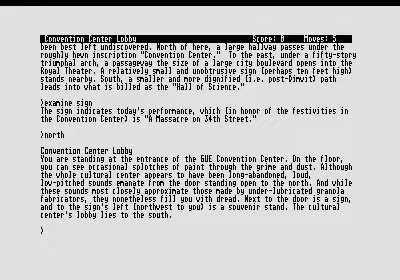 Convention Center Lobby Score: 0 Moves: 5
been best left undiscovered. North of here, a large hallway passes under the
roughly hewn inscription "Convention Center." To the east, under a fifty-story
triumphal arch, a passageway the size of a large city boulevard opens into the
Royal Theater. A relatively small and unobtrusive sign (perhaps ten feet high)
stands nearby. South, a smaller and more dignified (i.e. post-Dimwit) path
leads into what is billed as the "Hall of Science."
>examine sign
The sign indicates today's performance, which (in honor of the festivities in
the Convention Center) is "A Massacre on 34th Street."
>north
Convention Center Lobby
You are standing at the entrance of the GUE Convention Center. On the floor,
you can see occasional splotches of paint through the grime and dust. Although
the whole cultural center appears to have been long-abandoned, loud,
low-pitched sounds emanate from the door standing open to the north. And while
these sounds most closely approximate those made by under-lubricated granola
fabricators, they nonetheless fill you with dread. Next to the door is a sign,
and to the sign's left (northwest to you) is a souvenir stand. The cultural
center's lobby lies to the south.
>